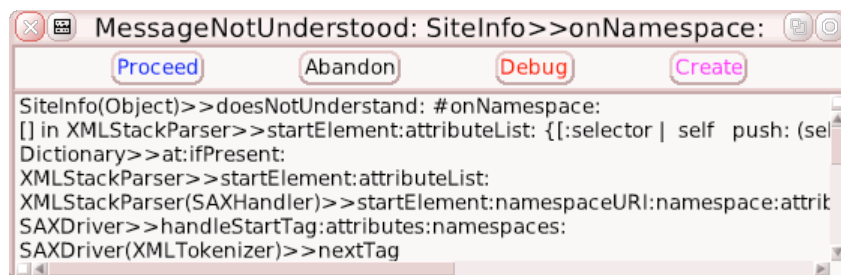 MessageNotUnderstood: SiteInfo>>onNamespace:
Proceed Abandon Debug Create
SiteInfo(Object)>>doesNotUnderstand: #onNamespace:
[] in XMLStackParser>>startElement:attributeList: {[:selector | self push: (sel
Dictionary>>at:ifPresent:
XMLStackParser>>startElement:attributeList:
XMLStackParser(SAXHandler)>>startElement:namespaceURI:namespace:attrib
SAXDriver>>handleStartTag:attributes:namespaces:
SAXDriver(XMLTokenizer)>>nextTag